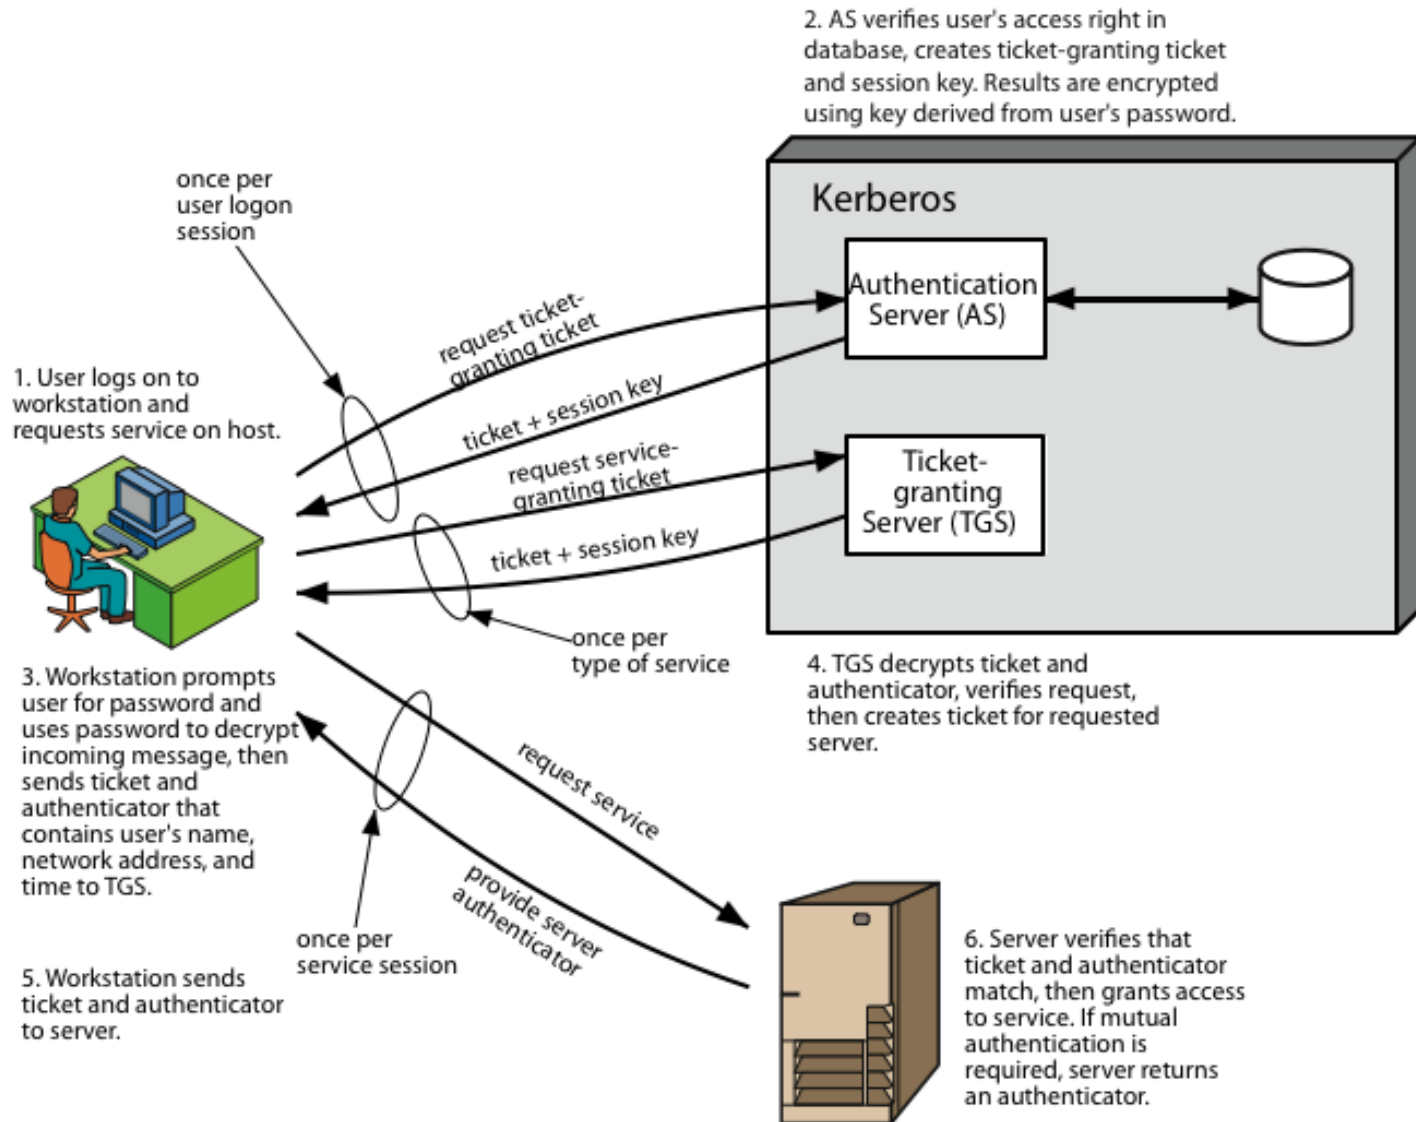 2. AS verifies user's access right in
database, creates ticket-granting ticket
and session key. Results are encrypted
using key derived from user's password.
once per
user logon
session
Kerberos
Authentication
Server (AS)
request ticket-
granting ticket
1. User logs on to
workstation and
requests service on host.
ticket + session key
request service-
granting ticket
Ticket-
granting
Server (TGS)
ticket + session key
once per
type of service
3. Workstation prompts
user for password and
uses password to decrypt
incoming message, then
sends ticket and
authenticator that
contains user's name,
network address, and
time to TGS.
4. TGS decrypts ticket and
authenticator, verifies request,
then creates ticket for requested
server.
request service
provide server
authenticator
once per
service session
5. Workstation sends
ticket and authenticator
to server.
6. Server verifies that
ticket and authenticator
match, then grants access
to service. If mutual
authentication is
required, server returns
an authenticator.